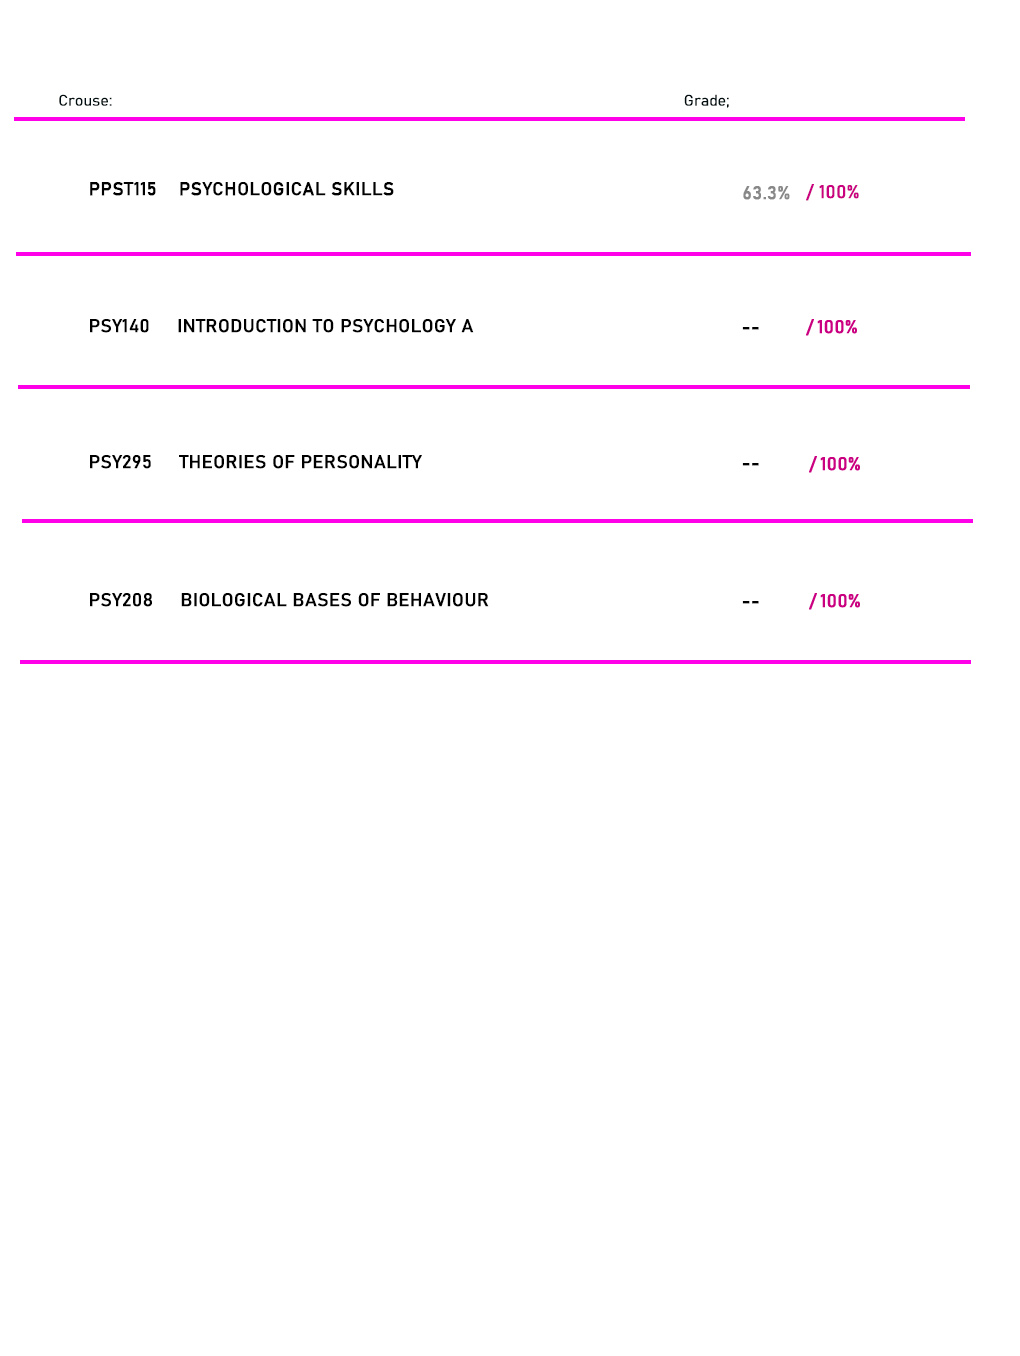 Crouse: Grade;
PPST115 PSYCHOLOGICAL SKILLS 63.3% / 100%
PSY140 INTRODUCTION TO PSYCHOLOGY A -- /100%
PSY295 THEORIES OF PERSONALITY -- /100%
PSY208 BIOLOGICAL BASES OF BEHAVIOUR -- /100%